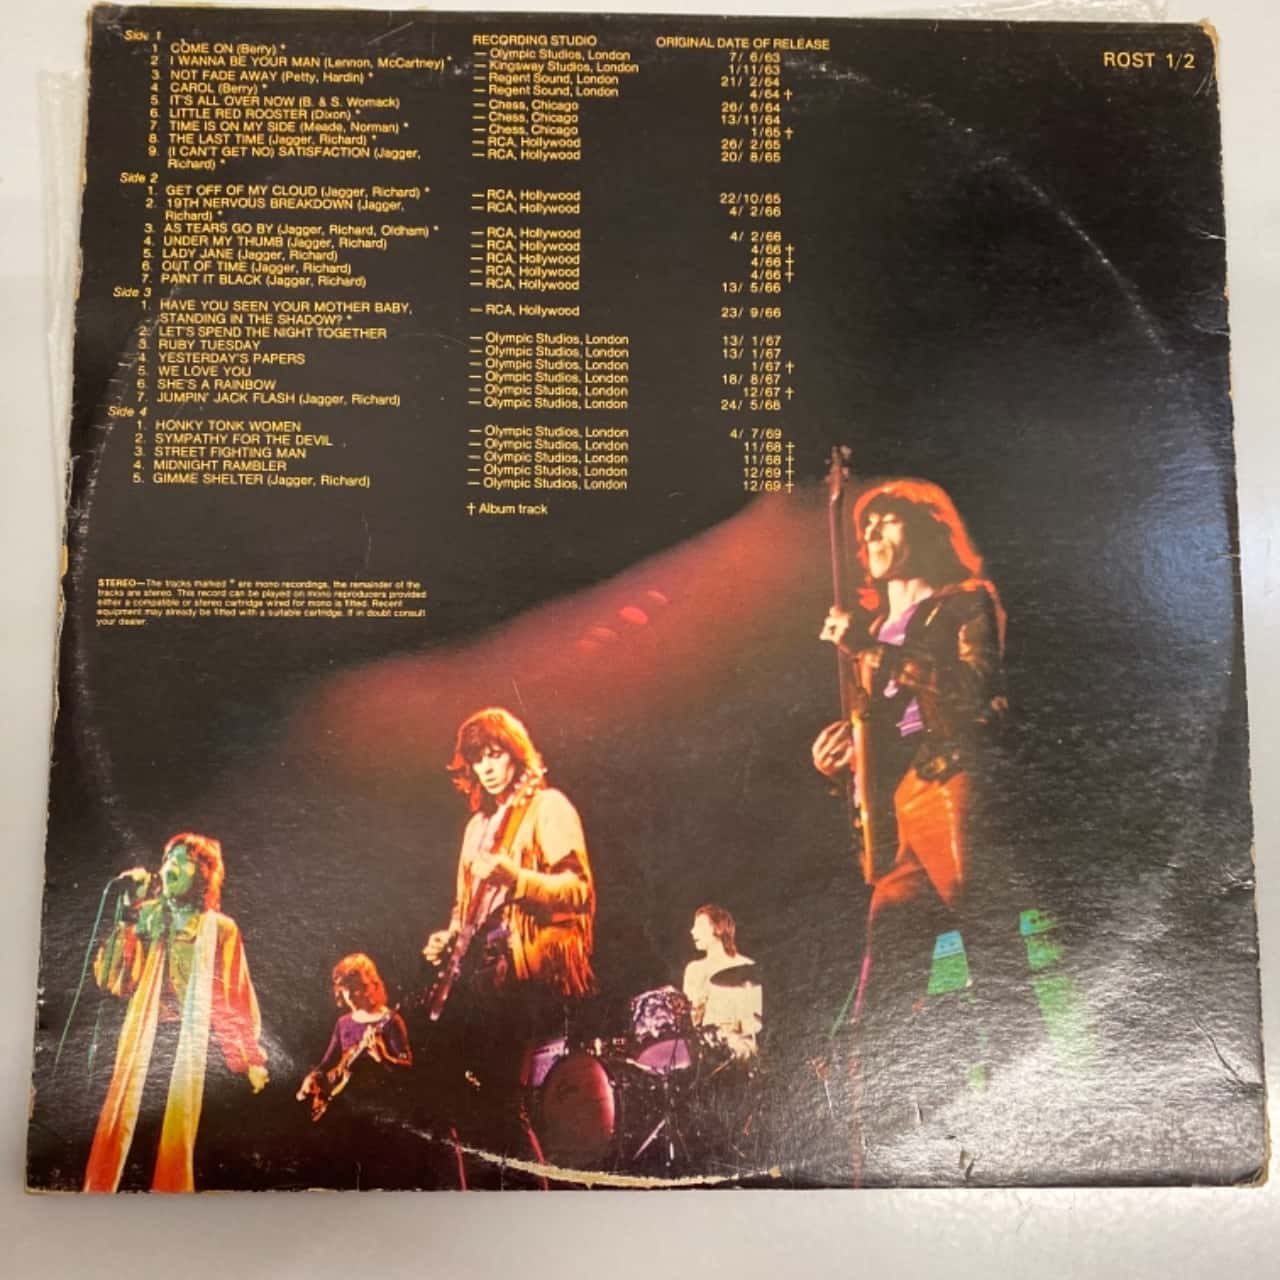 Side 1 RECORDING STUDIO ORIGINAL DATE OF RELEASE ROST 1/2
1 COME ON (Berry) * — Olympic Studios, London 7/ 6/63
2 I WANNA BE YOUR MAN (Lennon, McCartney) * — Kingsway Studios, London 1/11/63
3. NOT FADE AWAY (Petty, Hardin) * — Regent Sound, London 21/ 2/64
4. CAROL (Berry) * — Regent Sound, London 4/64 †
5. IT'S ALL OVER NOW (B. & S. Womack) — Chess, Chicago 26/ 6/64
6. LITTLE RED ROOSTER (Dixon) * — Chess, Chicago 13/11/64
7. TIME IS ON MY SIDE (Meade, Norman) * — Chess, Chicago 1/65 †
8. THE LAST TIME (Jagger, Richard) * — RCA, Hollywood 26/ 2/65
9. (I CAN'T GET NO) SATISFACTION (Jagger, — RCA, Hollywood 20/ 8/65
Richard) *
Side 2
1. GET OFF OF MY CLOUD (Jagger, Richard) * — RCA, Hollywood 22/10/65
2. 19TH NERVOUS BREAKDOWN (Jagger, — RCA, Hollywood 4/ 2/66
Richard) *
3. AS TEARS GO BY (Jagger, Richard, Oldham) * — RCA, Hollywood 4/ 2/66
4. UNDER MY THUMB (Jagger, Richard) — RCA, Hollywood 4/66 †
5. LADY JANE (Jagger, Richard) — RCA, Hollywood 4/66 †
6. OUT OF TIME (Jagger, Richard) — RCA, Hollywood 4/66 †
7. PAINT IT BLACK (Jagger, Richard) — RCA, Hollywood 13/ 5/66
Side 3
1. HAVE YOU SEEN YOUR MOTHER BABY, — RCA, Hollywood 23/ 9/66
STANDING IN THE SHADOW? *
2. LET'S SPEND THE NIGHT TOGETHER — Olympic Studios, London 13/ 1/67
3. RUBY TUESDAY — Olympic Studios, London 13/ 1/67
4. YESTERDAY'S PAPERS — Olympic Studios, London 1/67 †
5. WE LOVE YOU — Olympic Studios, London 18/ 8/67
6. SHE'S A RAINBOW — Olympic Studios, London 12/67 †
7. JUMPIN' JACK FLASH (Jagger, Richard) — Olympic Studios, London 24/ 5/68
Side 4
1. HONKY TONK WOMEN — Olympic Studios, London 4/ 7/69
2. SYMPATHY FOR THE DEVIL — Olympic Studios, London 11/68 †
3. STREET FIGHTING MAN — Olympic Studios, London 11/68 †
4. MIDNIGHT RAMBLER — Olympic Studios, London 12/69 †
5. GIMME SHELTER (Jagger, Richard) — Olympic Studios, London 12/69 †
† Album track
STEREO—The tracks marked * are mono recordings, the remainder of the
tracks are stereo. This record can be played on mono reproducers provided
either a compatible or stereo cartridge wired for mono is fitted. Recent
equipment may already be fitted with a suitable cartridge. If in doubt consult
your dealer.